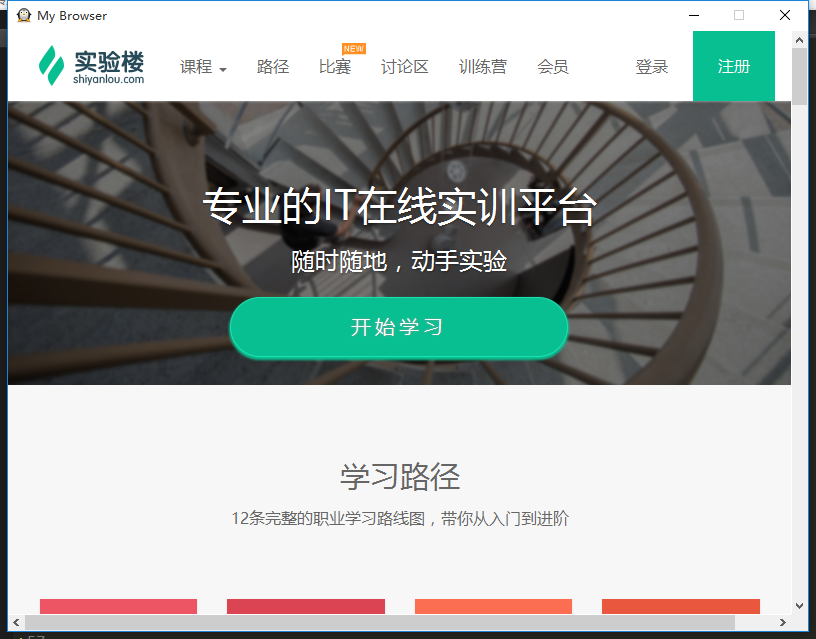 My Browser
实验楼
shiyanlou.com
课程
路径
比赛
NEW
讨论区
训练营
会员
登录
注册
专业的IT在线实训平台
随时随地，动手实验
开始学习
学习路径
12条完整的职业学习路线图，带你从入门到进阶